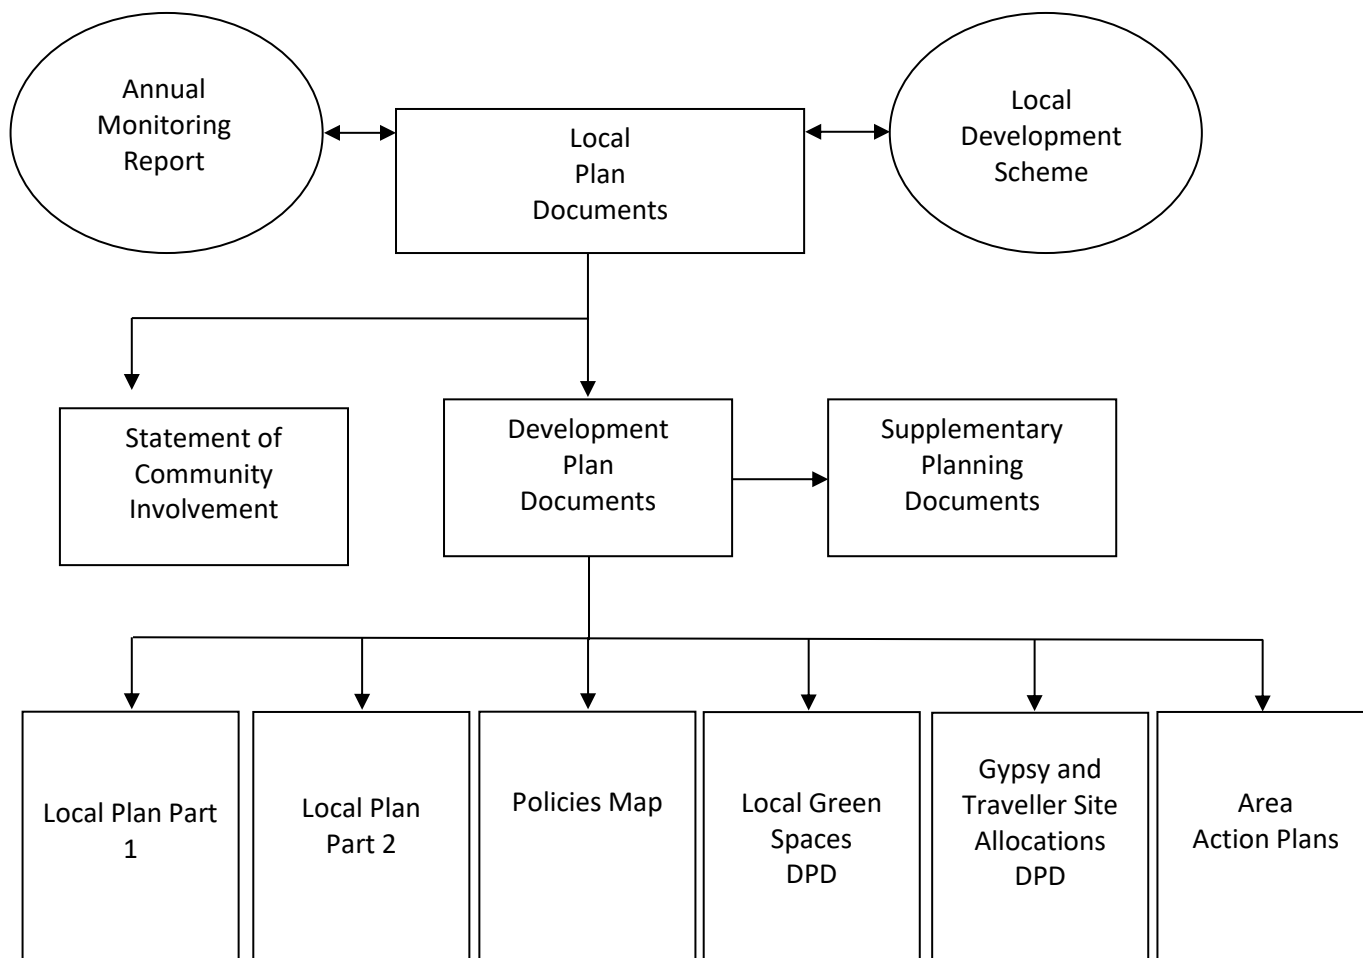 Annual
Monitoring
Report
Local
Plan
Documents
Local
Development
Scheme
Statement of
Community
Involvement
Development
Plan
Documents
Supplementary
Planning
Documents
Local Plan Part
1
Local Plan
Part 2
Policies Map
Local Green
Spaces
DPD
Gypsy and
Traveller Site
Allocations
DPD
Area
Action Plans